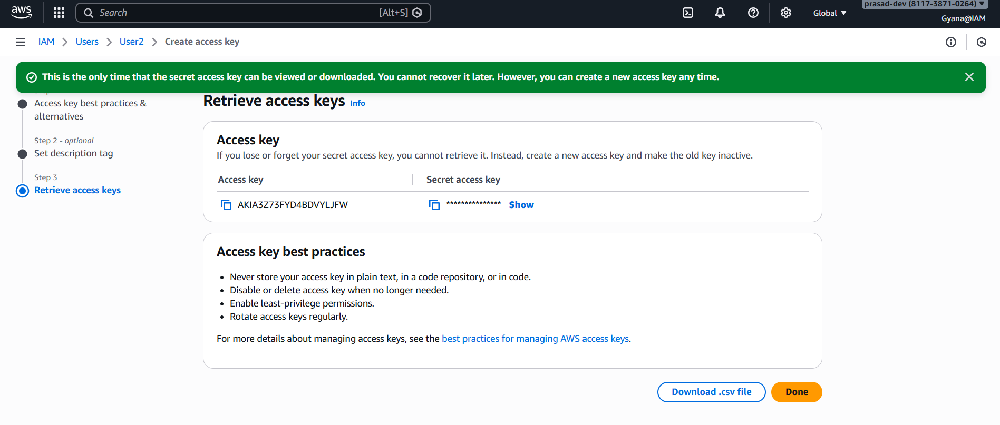 aws
Search
[Alt+S]
Global
prasad-dev (8117-3871-0264)
Gyana@IAM
IAM
Users
User2
Create access key
This is the only time that the secret access key can be viewed or downloaded. You cannot recover it later. However, you can create a new access key any time.
Access key best practices &
alternatives
Step 2 - optional
Set description tag
Step 3
Retrieve access keys
Retrieve access keys Info
Access key
If you lose or forget your secret access key, you cannot retrieve it. Instead, create a new access key and make the old key inactive.
Access key
Secret access key
AKIA3Z73FYD4BDVYLJFW
*************** Show
Access key best practices
• Never store your access key in plain text, in a code repository, or in code.
• Disable or delete access key when no longer needed.
• Enable least-privilege permissions.
• Rotate access keys regularly.
For more details about managing access keys, see the best practices for managing AWS access keys.
Download .csv file
Done